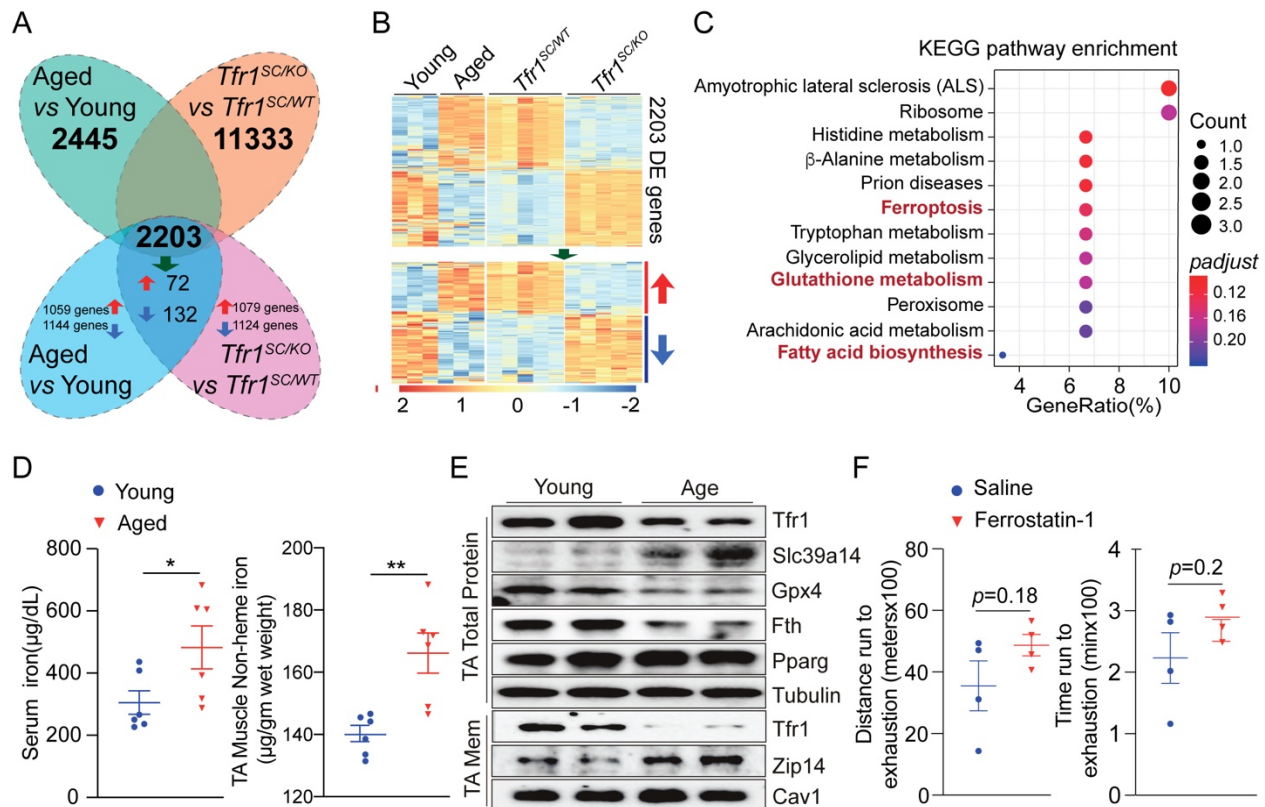 A
Aged
vs Young
2445
Tfr1SC/KO
vs Tfr1SC/WT
11333
2203
72
132
1059 genes
1144 genes
1079 genes
1124 genes
Aged
vs Young
Tfr1SC/KO
vs Tfr1SC/WT
B
Young
Aged
Tfr1SC/WT
Tfr1SC/KO
2203 DE genes
2 1 0 -1 -2
C
KEGG pathway enrichment
Amyotrophic lateral sclerosis (ALS)
Ribosome
Histidine metabolism
β-Alanine metabolism
Prion diseases
Ferroptosis
Tryptophan metabolism
Glycerolipid metabolism
Glutathione metabolism
Peroxisome
Arachidonic acid metabolism
Fatty acid biosynthesis
4 6 8 10
GeneRatio(%)
Count
1.0
1.5
2.0
2.5
3.0
padjust
0.12
0.16
0.20
D
Young
Aged
Serum iron(µg/dL)
800
600
400
200
0
*
TA Muscle Non-heme iron
(µg/gm wet weight)
200
180
160
140
120
**
E
Young Age
TA Total Protein
Tfr1
Slc39a14
Gpx4
Fth
Pparg
Tubulin
TA Mem
Tfr1
Zip14
Cav1
F
Saline
Ferrostatin-1
Distance run to
exhaustion (metersx100)
80
60
40
20
0
p=0.18
Time run to
exhaustion (minx100)
4
3
2
1
0
p=0.2